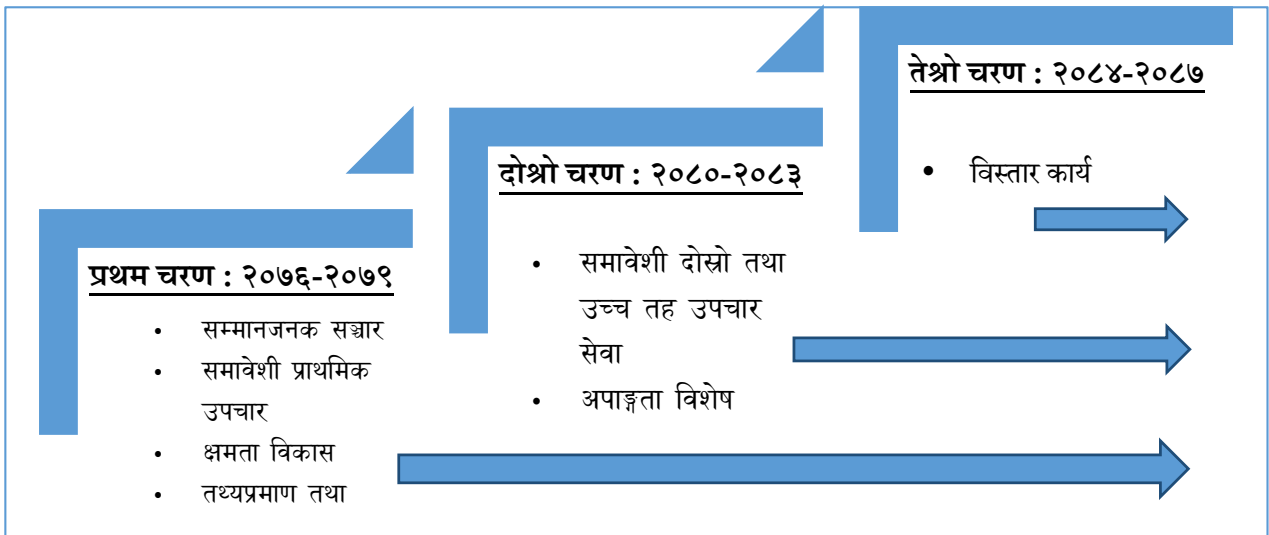 प्रथम चरण : २०७६-२०७९
• सम्मानजनक सञ्चार
• समावेशी प्राथमिक
उपचार
• क्षमता विकास
• तथ्यप्रमाण तथा
दोश्रो चरण : २०८०-२०८३
• समावेशी दोस्रो तथा
उच्च तह उपचार
सेवा
• अपाङ्गता विशेष
तेश्रो चरण : २०८४-२०८७
• विस्तार कार्य